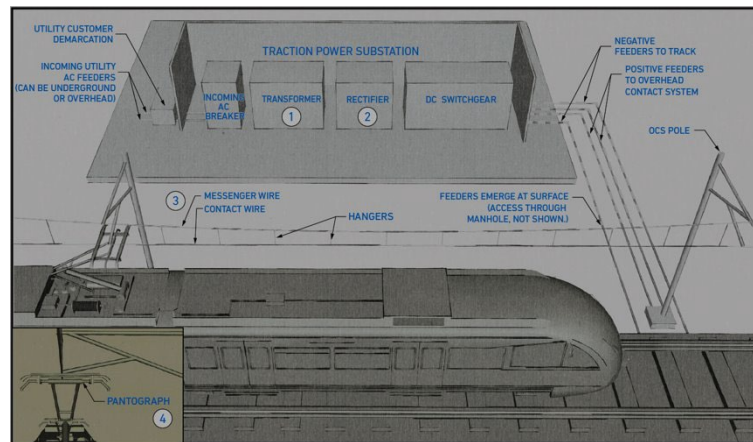 UTILITY CUSTOMER
DEMARCATION
INCOMING UTILITY
AC FEEDERS
(CAN BE UNDERGROUND
OR OVERHEAD)
TRACTION POWER SUBSTATION
INCOMING
AC
BREAKER
TRANSFORMER
1
RECTIFIER
2
DC SWITCHGEAR
NEGATIVE
FEEDERS TO TRACK
POSITIVE FEEDERS
TO OVERHEAD
CONTACT SYSTEM
OCS POLE
3
MESSENGER WIRE
CONTACT WIRE
HANGERS
FEEDERS EMERGE AT SURFACE
(ACCESS THROUGH
MANHOLE, NOT SHOWN.)
PANTOGRAPH
4